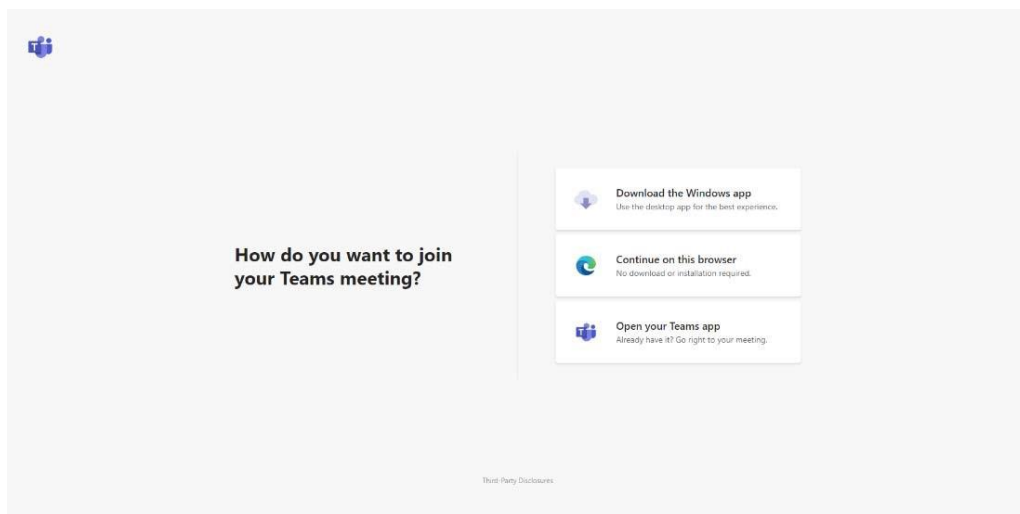 How do you want to join
your Teams meeting?
Download the Windows app
Use the desktop app for the best experience.
Continue on this browser
No download or installation required.
Open your Teams app
Already have it? Go right to your meeting.
Third-Party Disclosures